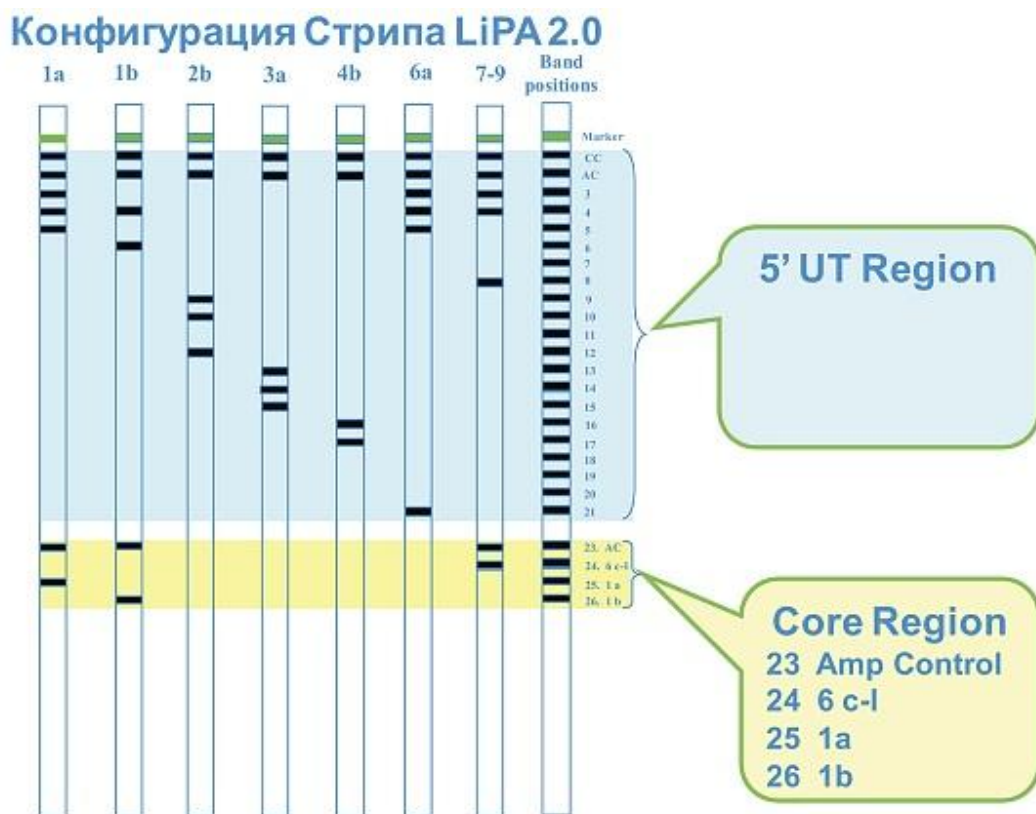 Конфигурация Стрипа LiPA 2.0
1a 1b 2b 3a 4b 6a 7-9 Band positions
Marker
CC
AC
3
4
5
6
7
8
9
10
11
12
13
14
15
16
17
18
19
20
21
23. AC
24. 6 c-l
25. 1a
26. 1b
5’ UT Region
Core Region
23 Amp Control
24 6 c-l
25 1a
26 1b